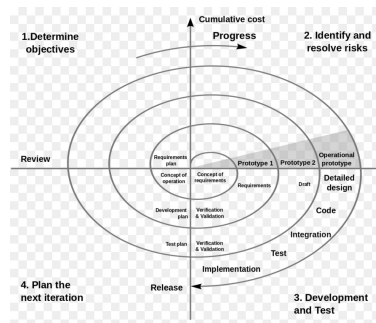 Cumulative cost
1.Determine
objectives
Progress
2. Identify and
resolve risks
Review
Requirements
plan
Concept of
operation
Concept of
requirements
Prototype 1
Prototype 2
Operational
prototype
Requirements
Draft
Detailed
design
Development
plan
Verification
& Validation
Code
Integration
Test plan
Verification
& Validation
Test
Implementation
4. Plan the
next iteration
Release
3. Development
and Test